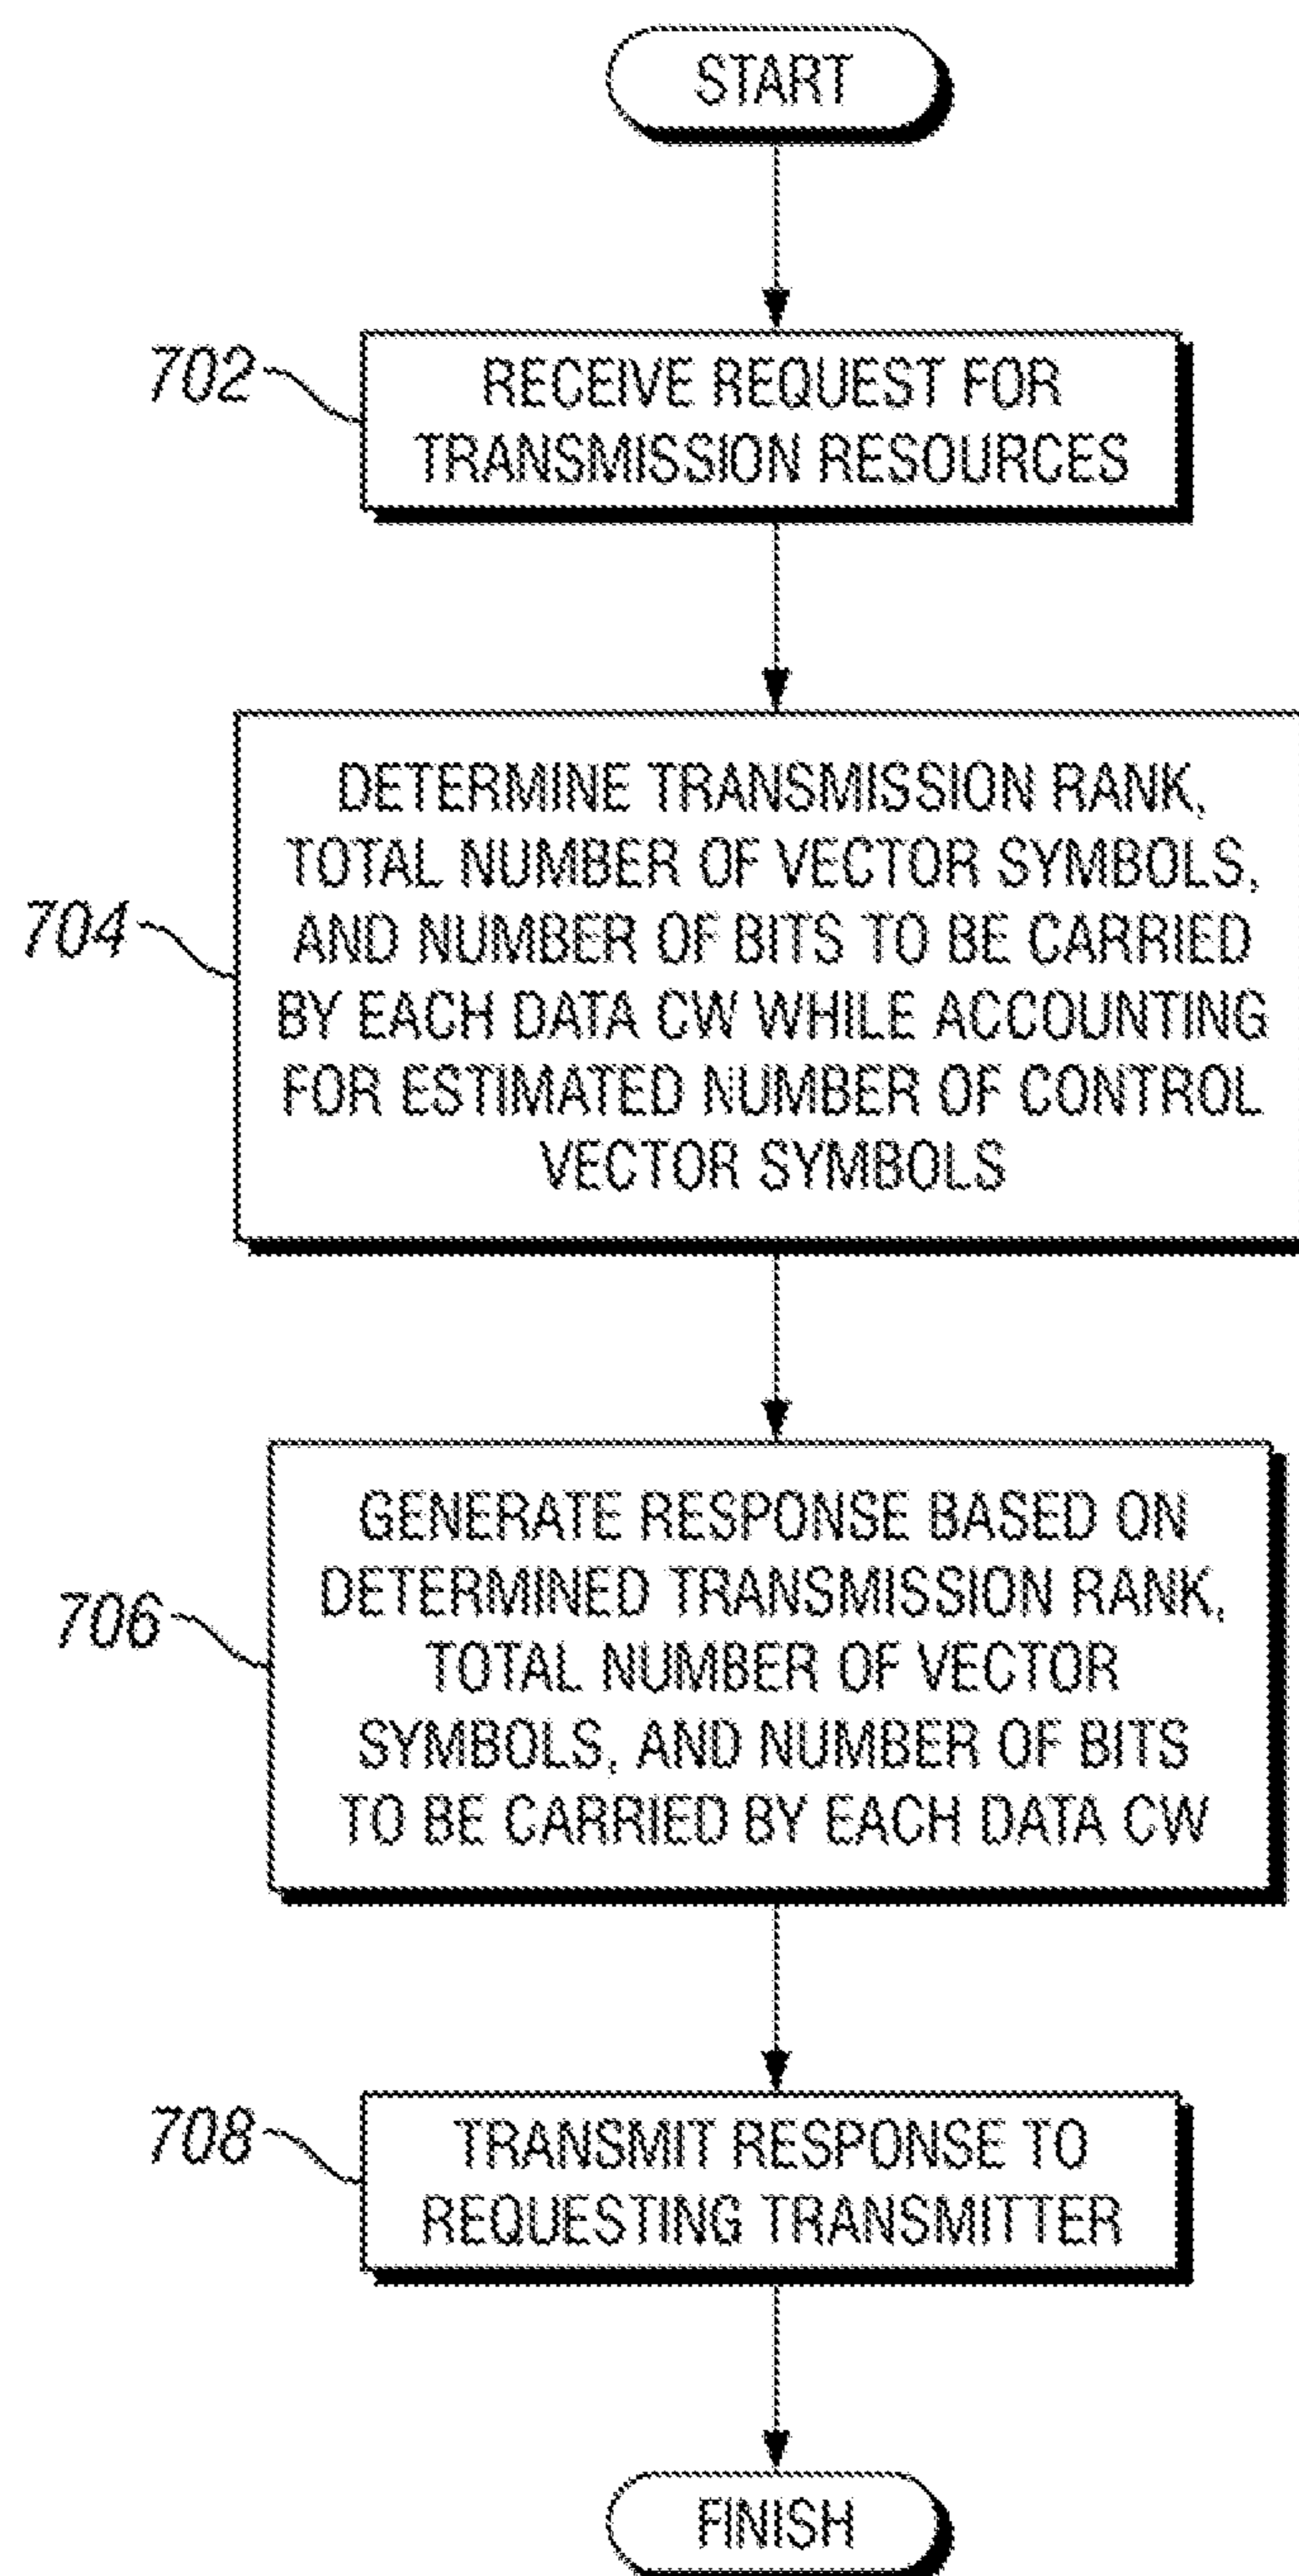 START
702
RECEIVE REQUEST FOR
TRANSMISSION RESOURCES
704
DETERMINE TRANSMISSION RANK,
TOTAL NUMBER OF VECTOR SYMBOLS,
AND NUMBER OF BITS TO BE CARRIED
BY EACH DATA CW WHILE ACCOUNTING
FOR ESTIMATED NUMBER OF CONTROL
VECTOR SYMBOLS
706
GENERATE RESPONSE BASED ON
DETERMINED TRANSMISSION RANK,
TOTAL NUMBER OF VECTOR
SYMBOLS, AND NUMBER OF BITS
TO BE CARRIED BY EACH DATA CW
708
TRANSMIT RESPONSE TO
REQUESTING TRANSMITTER
FINISH